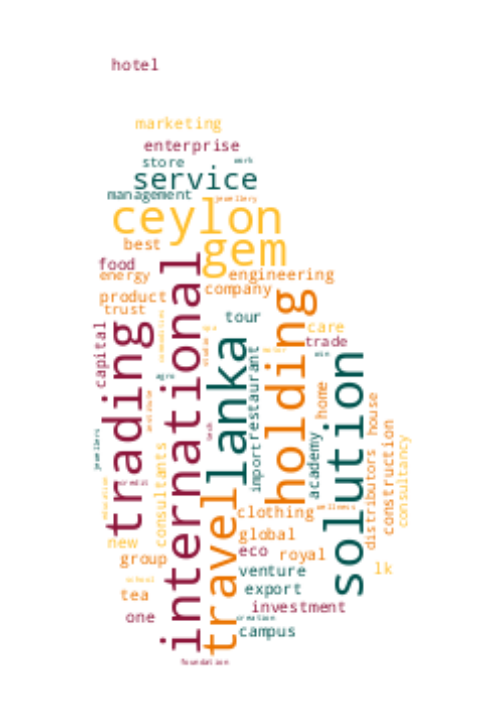 hotel
marketing
enterprise
store
work
service
management
jewellery
ceylon
best
gem
food
energy
engineering
company
product
trust
international
holding
tour
trading
capital
lanka
care
trade
restaurant
solution
agro
home
house
import
academy
construction
consultancy
distributors
consultants
credit
travel
clothing
wellness
new
global
group
eco
royal
venture
lk
school
export
tea
investment
one
creation
campus
foundation